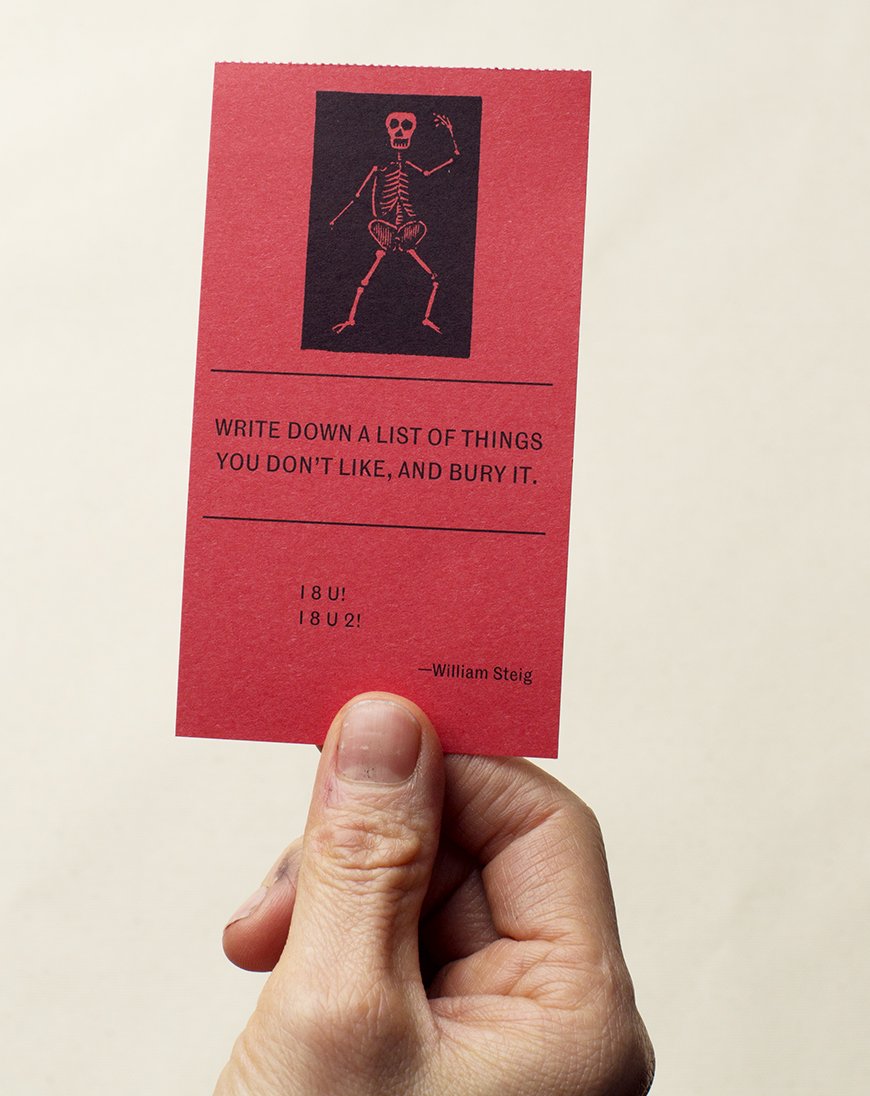 WRITE DOWN A LIST OF THINGS
YOU DON'T LIKE, AND BURY IT.
I 8 U!
I 8 U 2!
—William Steig